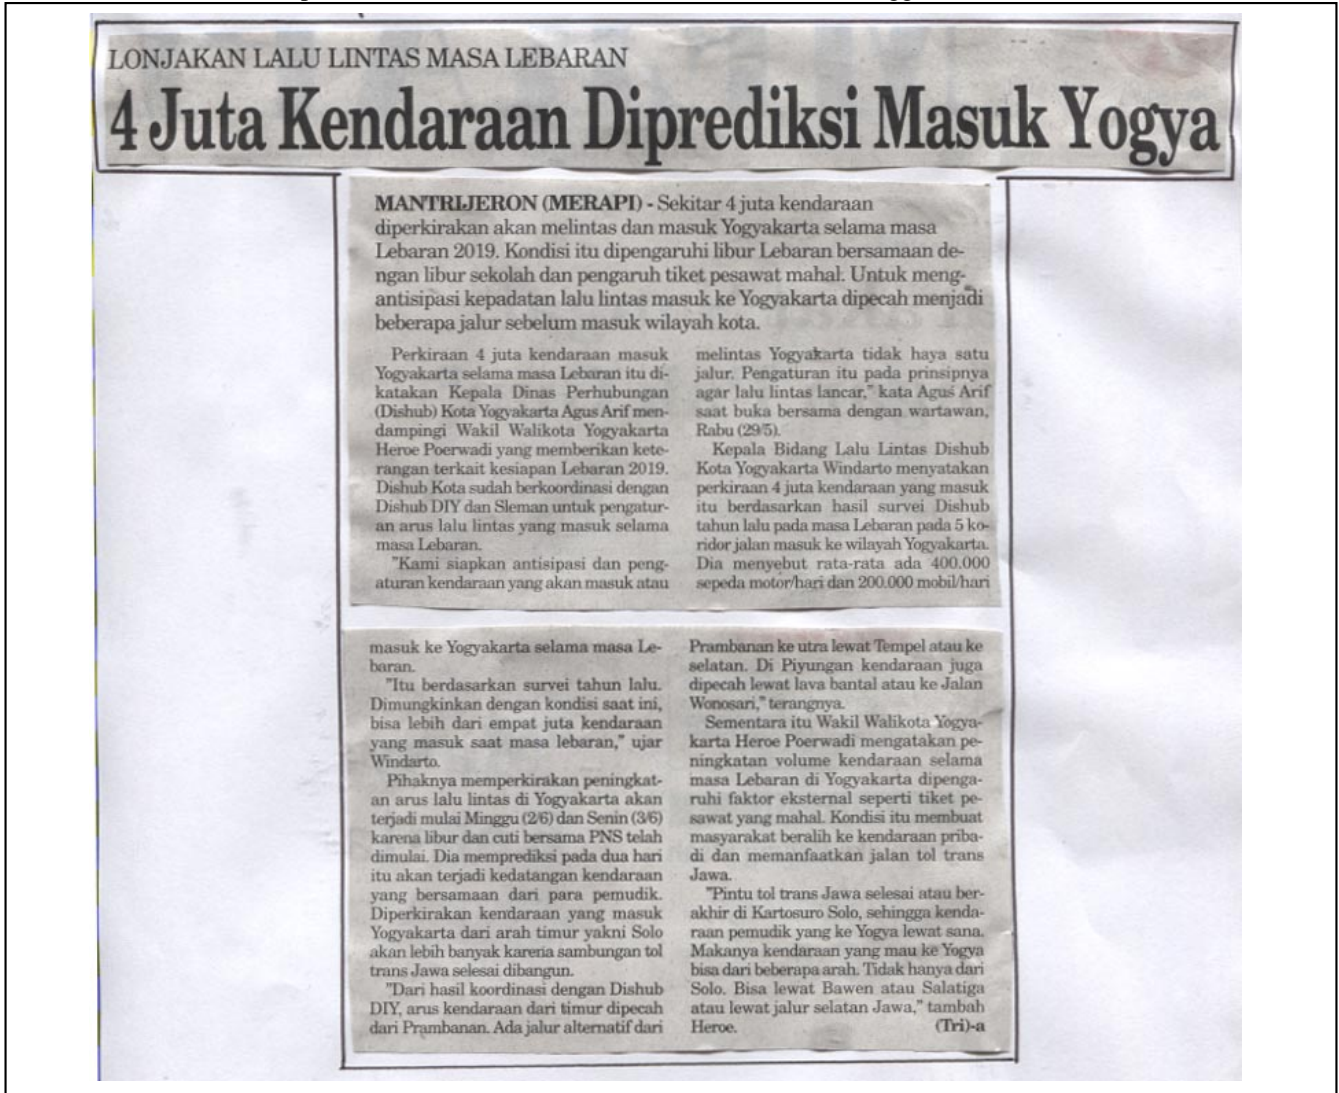 LONJAKAN LALU LINTAS MASA LEBARAN
4 Juta Kendaraan Diprediksi Masuk Yogya
MANTRIJERON (MERAPI) - Sekitar 4 juta kendaraan
diperkirakan akan melintas dan masuk Yogyakarta selama masa
Lebaran 2019. Kondisi itu dipengaruhi libur Lebaran bersamaan de-
ngan libur sekolah dan pengaruh tiket pesawat mahal. Untuk meng-
antisipasi kepadatan lalu lintas masuk ke Yogyakarta dipecah menjadi
beberapa jalur sebelum masuk wilayah kota.
Perkiraan 4 juta kendaraan masuk
Yogyakarta selama masa Lebaran itu di-
katakan Kepala Dinas Perhubungan
(Dishub) Kota Yogyakarta Agus Arif men-
dampingi Wakil Walikota Yogyakarta
Heroe Poerwadi yang memberikan kete-
rangan terkait kesiapan Lebaran 2019.
Dishub Kota sudah berkoordinasi dengan
Dishub DIY dan Sleman untuk pengatur-
an arus lalu lintas yang masuk selama
masa Lebaran.
"Kami siapkan antisipasi dan peng-
aturan kendaraan yang akan masuk atau
melintas Yogyakarta tidak haya satu
jalur. Pengaturan itu pada prinsipnya
agar lalu lintas lancar," kata Agus Arif
saat buka bersama dengan wartawan,
Rabu (29/5).
Kepala Bidang Lalu Lintas Dishub
Kota Yogyakarta Windarto menyatakan
perkiraan 4 juta kendaraan yang masuk
itu berdasarkan hasil survei Dishub
tahun lalu pada masa Lebaran pada 5 ko-
ridor jalan masuk ke wilayah Yogyakarta.
Dia menyebut rata-rata ada 400.000
sepeda motor/hari dan 200.000 mobil/hari
masuk ke Yogyakarta selama masa Le-
baran.
"Itu berdasarkan survei tahun lalu.
Dimungkinkan dengan kondisi saat ini,
bisa lebih dari empat juta kendaraan
yang masuk saat masa lebaran," ujar
Windarto.
Pihaknya memperkirakan peningkat-
an arus lalu lintas di Yogyakarta akan
terjadi mulai Minggu (2/6) dan Senin (3/6)
karena libur dan cuti bersama PNS telah
dimulai. Dia memprediksi pada dua hari
itu akan terjadi kedatangan kendaraan
yang bersamaan dari para pemudik.
Diperkirakan kendaraan yang masuk
Yogyakarta dari arah timur yakni Solo
akan lebih banyak karena sambungan tol
trans Jawa selesai dibangun.
"Dari hasil koordinasi dengan Dishub
DIY, arus kendaraan dari timur dipecah
dari Prambanan. Ada jalur alternatif dari
Prambanan ke utra lewat Tempel atau ke
selatan. Di Piyungan kendaraan juga
dipecah lewat lava bantal atau ke Jalan
Wonosari," terangnya.
Sementara itu Wakil Walikota Yogya-
karta Heroe Poerwadi mengatakan pe-
ningkatan volume kendaraan selama
masa Lebaran di Yogyakarta dipenga-
ruhi faktor eksternal seperti tiket pe-
sawat yang mahal. Kondisi itu membuat
masyarakat beralih ke kendaraan priba-
di dan memanfaatkan jalan tol trans
Jawa.
"Pintu tol trans Jawa selesai atau ber-
akhir di Kartosuro Solo, sehingga kenda-
raan pemudik yang ke Yogya lewat sana.
Makanya kendaraan yang mau ke Yogya
bisa dari beberapa arah. Tidak hanya dari
Solo. Bisa lewat Bawen atau Salatiga
atau lewat jalur selatan Jawa," tambah
Heroe. (Tri)-a